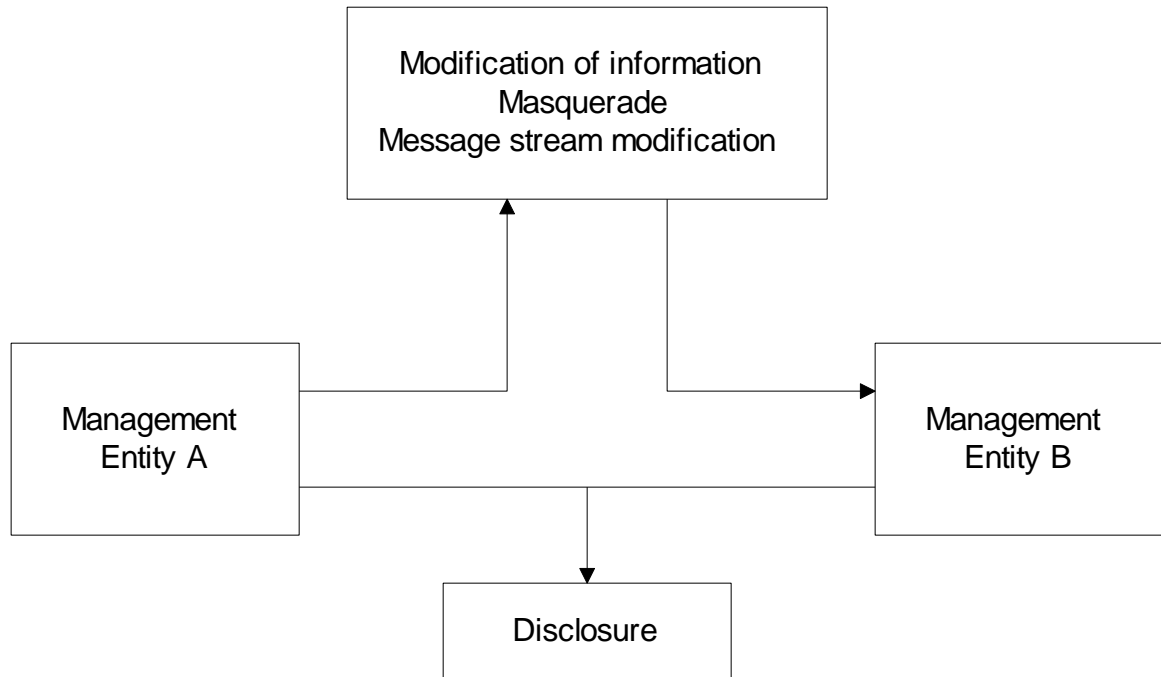 Modification of information
Masquerade
Message stream modification
Management
Entity A
Management
Entity B
Disclosure